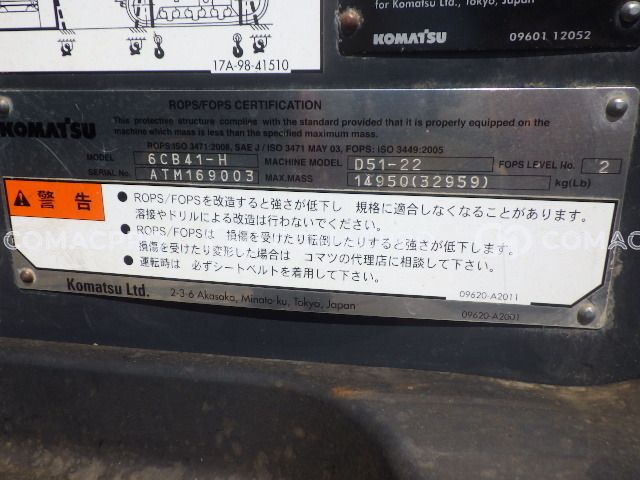 for Komatsu Ltd., Tokyo, Japan
KOMATSU
09601 12052
17A-98-41510
ROPS/FOPS CERTIFICATION
KOMATSU
This protective structure complies with the standard provided that it is properly equipped on the
machine which mass is less than the specified maximum mass.
ROPS:ISO 3471:2008, SAE J / ISO 3471 MAY 03, FOPS: ISO 3449:2005
MODEL 6CB41-H MACHINE MODEL D51-22 FOPS LEVEL No. 2
SERIAL No. ATM169003 MAX.MASS 14950(32959) kg(Lb)
警告
● ROPS/FOPSを改造すると強さが低下し 規格に適合しなくなることがあります。
溶接やドリルによる改造は行わないでください。
● ROPS/FOPSは 損傷を受けたり転倒したりすると強さが低下します。
損傷を受けたり変形した場合は コマツの代理店に相談して下さい。
● 運転時は 必ずシートベルトを着用して下さい。
09620-A2011
Komatsu Ltd. 2-3-6 Akasaka, Minato-ku, Tokyo, Japan
09620-A2001